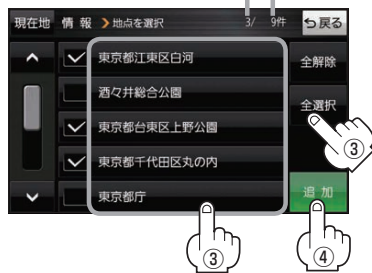 現在地 情報 地点を選択 3/ 9件 戻る
東京都江東区白河 全解除
酒々井総合公園
全選択
東京都台東区上野公園
③
東京都千代田区丸の内
東京都庁 追加
③ ④